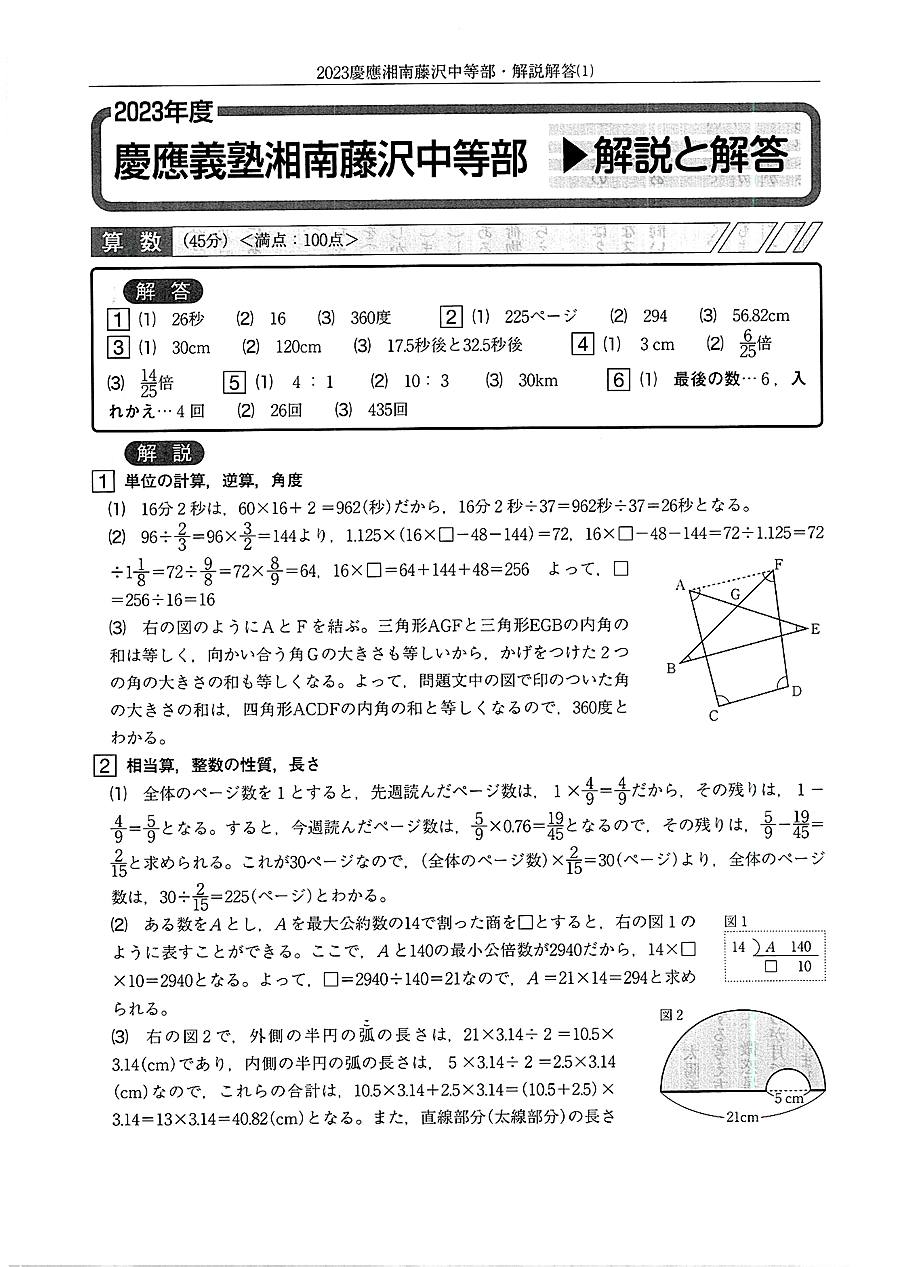 2023慶應湘南藤沢中等部・解説解答(1)
2023年度
慶應義塾湘南藤沢中等部 ▶解説と解答
算 数 (45分) <満点:100点>
解 答
1 (1) 26秒 (2) 16 (3) 360度 2 (1) 225ページ (2) 294 (3) 56.82cm
3 (1) 30cm (2) 120cm (3) 17.5秒後と32.5秒後 4 (1) 3cm (2) 6/25倍
(3) 14/25倍 5 (1) 4:1 (2) 10:3 (3) 30km 6 (1) 最後の数…6,入
れかえ…4回 (2) 26回 (3) 435回
解 説
1 単位の計算,逆算,角度
(1) 16分2秒は,60×16+2=962(秒)だから,16分2秒÷37=962秒÷37=26秒となる。
(2) 96÷2/3=96×3/2=144より,1.125×(16×□-48-144)=72,16×□-48-144=72÷1.125=72
÷1 1/8=72÷9/8=72×8/9=64,16×□=64+144+48=256 よって,□
=256÷16=16
(3) 右の図のようにAとFを結ぶ。三角形AGFと三角形EGBの内角の
和は等しく,向かい合う角Gの大きさも等しいから,かげをつけた2つ
の角の大きさの和も等しくなる。よって,問題文中の図で印のついた角
の大きさの和は,四角形ACDFの内角の和と等しくなるので,360度と
わかる。
A
F
G
E
B
D
C
2 相当算,整数の性質,長さ
(1) 全体のページ数を1とすると,先週読んだページ数は,1×4/9=4/9だから,その残りは,1-
4/9=5/9となる。すると,今週読んだページ数は,5/9×0.76=19/45となるので,その残りは,5/9-19/45=
2/15と求められる。これが30ページなので,(全体のページ数)×2/15=30(ページ)より,全体のページ
数は,30÷2/15=225(ページ)とわかる。
(2) ある数をAとし,Aを最大公約数の14で割った商を□とすると,右の図1の
ように表すことができる。ここで,Aと140の最小公倍数が2940だから,14×□
×10=2940となる。よって,□=2940÷140=21なので,A=21×14=294と求め
られる。
図1
14 ) A 140
□ 10
(3) 右の図2で,外側の半円の弧の長さは,21×3.14÷2=10.5×
3.14(cm)であり,内側の半円の弧の長さは,5×3.14÷2=2.5×3.14
(cm)なので,これらの合計は,10.5×3.14+2.5×3.14=(10.5+2.5)×
3.14=13×3.14=40.82(cm)となる。また,直線部分(太線部分)の長さ
図2
5cm
21cm